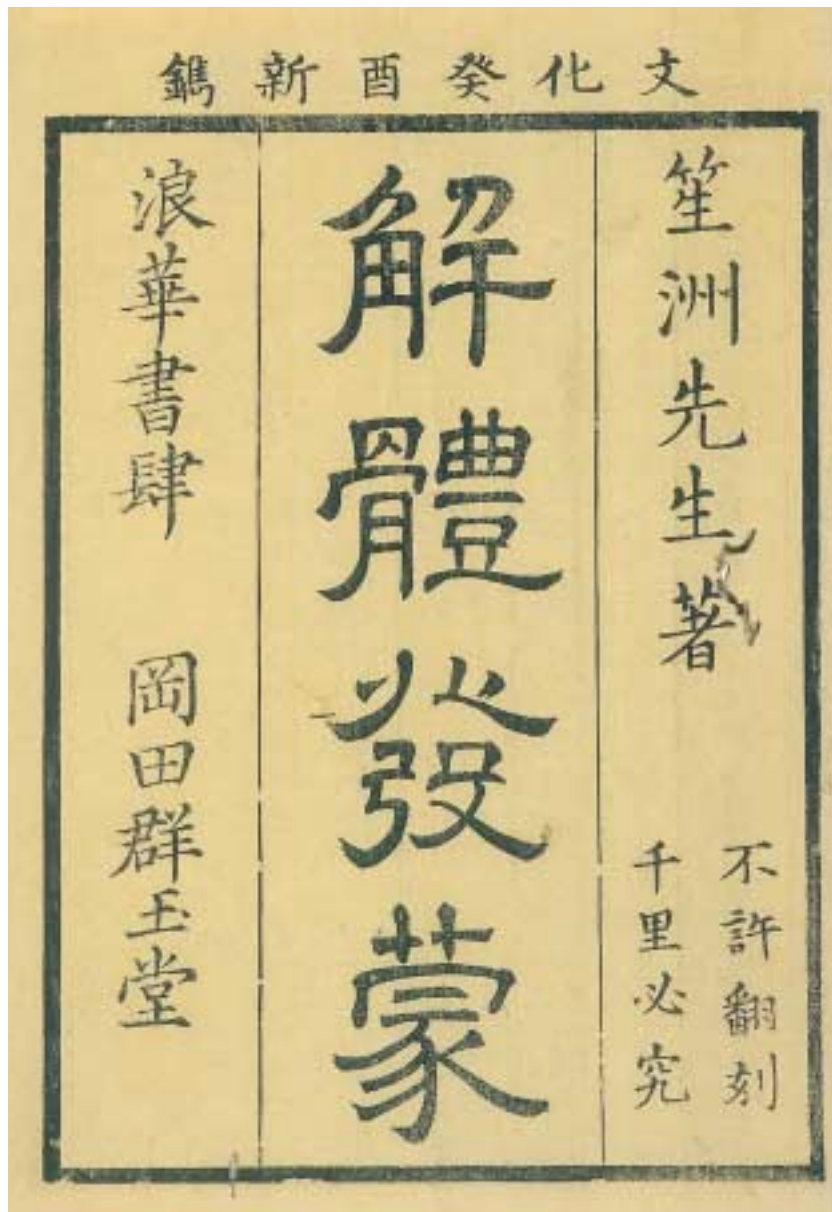 文化癸酉新鐫
笙洲先生著
不許翻刻
千里必究
解體發蒙
浪華書肆 岡田群玉堂